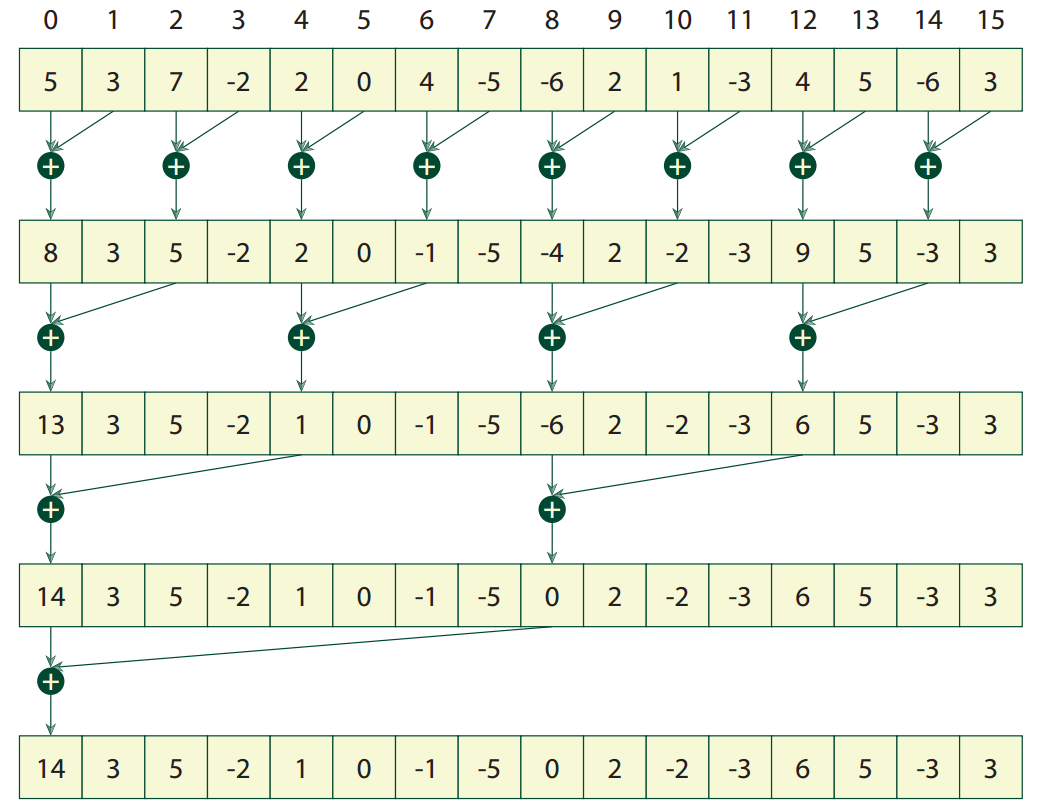 0 1 2 3 4 5 6 7 8 9 10 11 12 13 14 15
5 3 7 -2 2 0 4 -5 -6 2 1 -3 4 5 -6 3
+ + + + + + + +
8 3 5 -2 2 0 -1 -5 -4 2 -2 -3 9 5 -3 3
+ + + +
13 3 5 -2 1 0 -1 -5 -6 2 -2 -3 6 5 -3 3
+ +
14 3 5 -2 1 0 -1 -5 0 2 -2 -3 6 5 -3 3
+
14 3 5 -2 1 0 -1 -5 0 2 -2 -3 6 5 -3 3